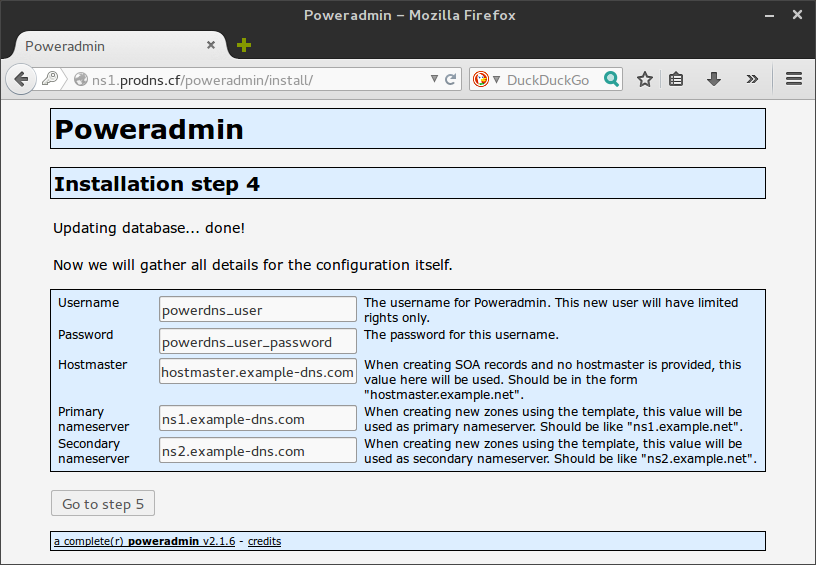 Poweradmin – Mozilla Firefox
Poweradmin
ns1.prodns.cf/poweradmin/install/
DuckDuckGo
Poweradmin
Installation step 4
Updating database... done!
Now we will gather all details for the configuration itself.
Username
powerdns_user
The username for Poweradmin. This new user will have limited
rights only.
Password
powerdns_user_password
The password for this username.
Hostmaster
hostmaster.example-dns.com
When creating SOA records and no hostmaster is provided, this
value here will be used. Should be in the form
"hostmaster.example.net".
Primary
nameserver
ns1.example-dns.com
When creating new zones using the template, this value will be
used as primary nameserver. Should be like "ns1.example.net".
Secondary
nameserver
ns2.example-dns.com
When creating new zones using the template, this value will be
used as secondary nameserver. Should be like "ns2.example.net".
Go to step 5
a complete(r) poweradmin v2.1.6 - credits